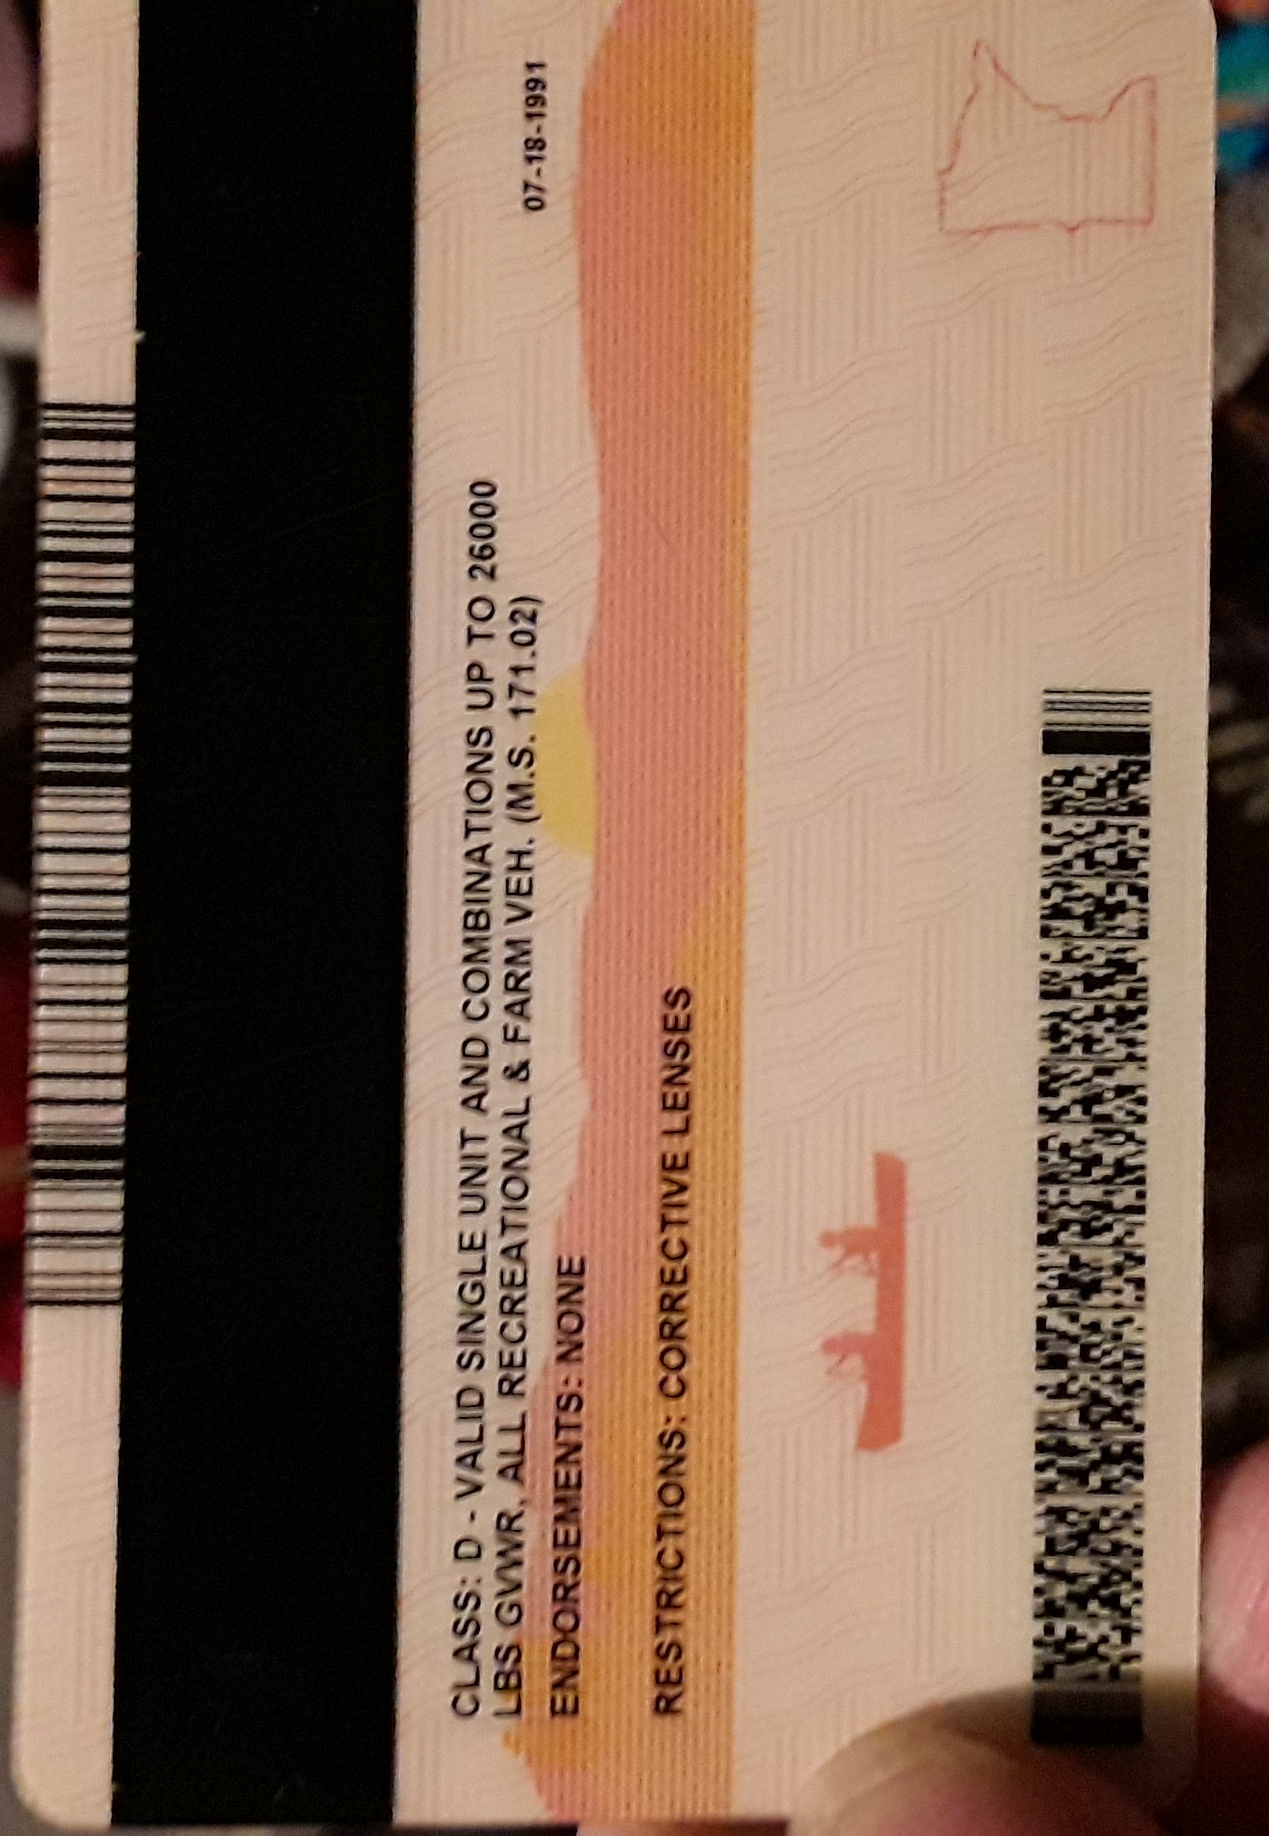 07-18-1991
CLASS: D - VALID SINGLE UNIT AND COMBINATIONS UP TO 26000
LBS GVWR, ALL RECREATIONAL & FARM VEH. (M.S. 171.02)
ENDORSEMENTS: NONE
RESTRICTIONS: CORRECTIVE LENSES